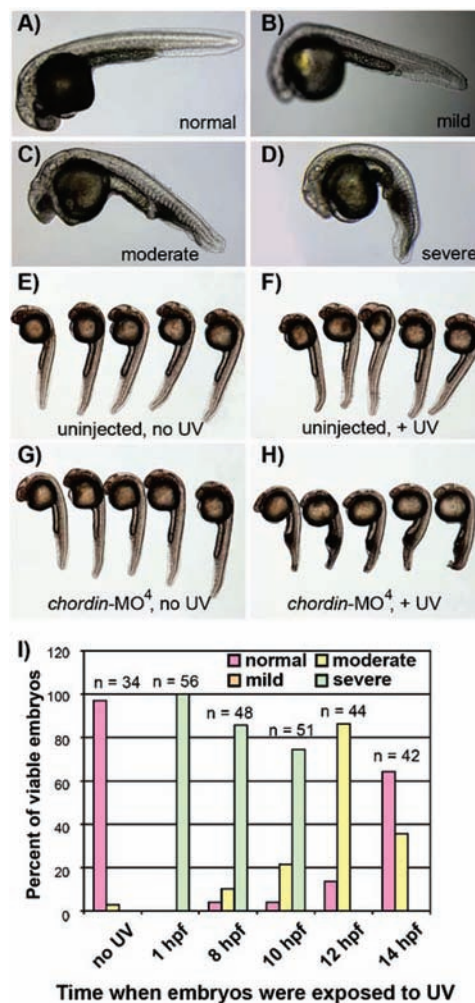 A)
B)
normal
mild
C)
D)
moderate
severe
E)
F)
uninjected, no UV
uninjected, + UV
G)
H)
chordin-MO⁴, no UV
chordin-MO⁴, + UV
I)
120
100
80
60
40
20
0
Percent of viable embryos
normal
moderate
mild
severe
n = 34
n = 56
n = 48
n = 51
n = 44
n = 42
no UV
1 hpf
8 hpf
10 hpf
12 hpf
14 hpf
Time when embryos were exposed to UV